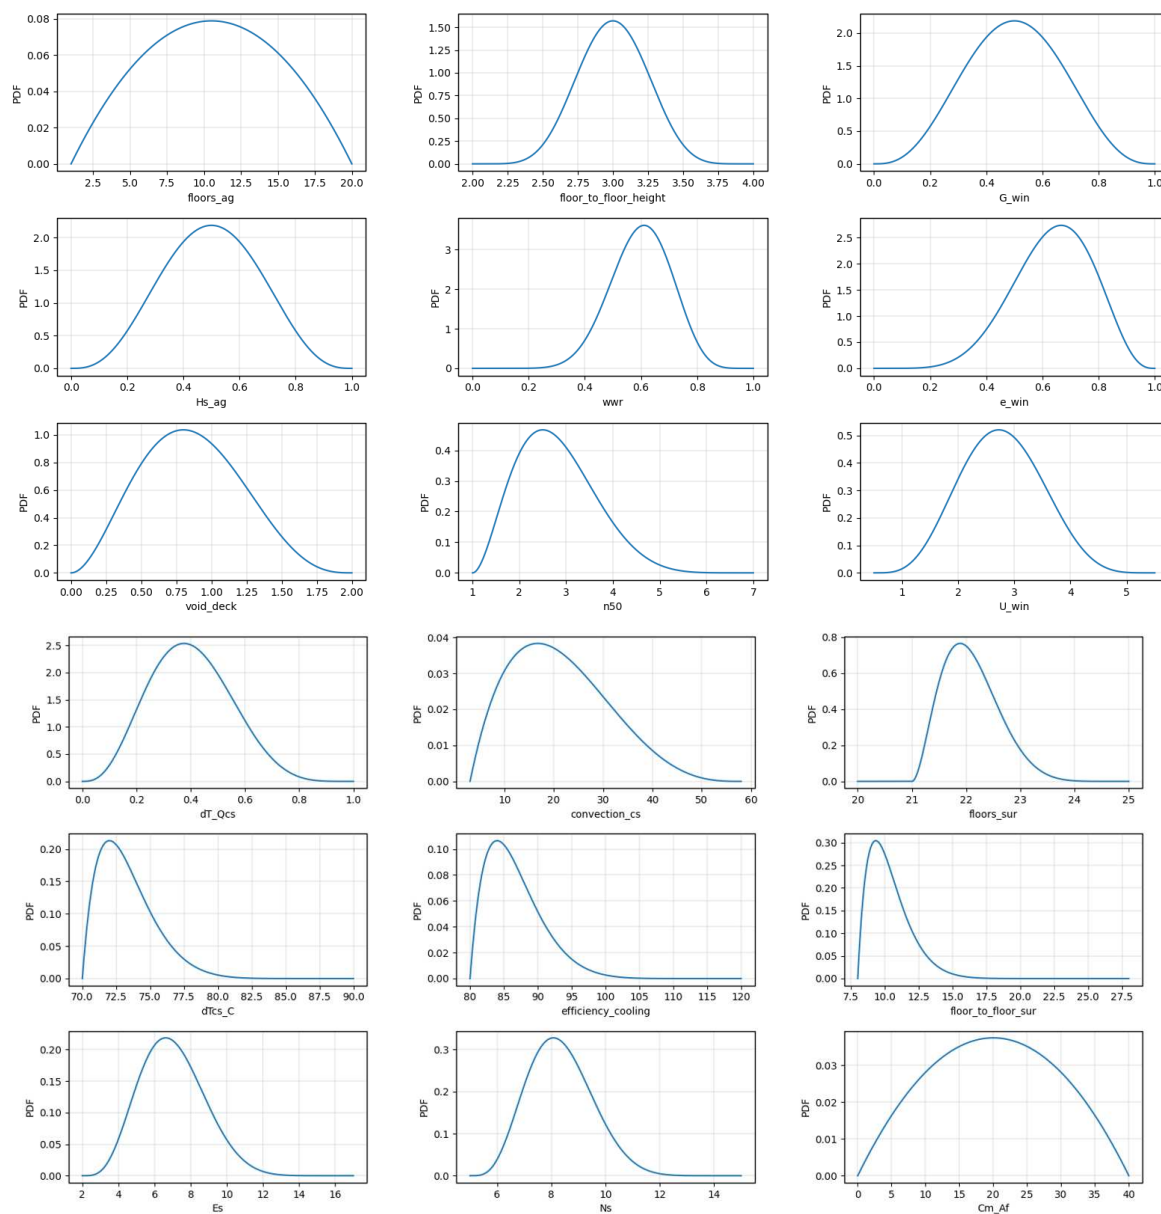 0.08
0.06
0.04
0.02
0.00
PDF
2.5 5.0 7.5 10.0 12.5 15.0 17.5 20.0
floors_ag
1.50
1.25
1.00
0.75
0.50
0.25
0.00
PDF
2.00 2.25 2.50 2.75 3.00 3.25 3.50 3.75 4.00
floor_to_floor_height
2.0
1.5
1.0
0.5
0.0
PDF
0.0 0.2 0.4 0.6 0.8 1.0
G_win
2.0
1.5
1.0
0.5
0.0
PDF
0.0 0.2 0.4 0.6 0.8 1.0
Hs_ag
3
2
1
0
PDF
0.0 0.2 0.4 0.6 0.8 1.0
wwr
2.5
2.0
1.5
1.0
0.5
0.0
PDF
0.0 0.2 0.4 0.6 0.8 1.0
e_win
1.0
0.8
0.6
0.4
0.2
0.0
PDF
0.00 0.25 0.50 0.75 1.00 1.25 1.50 1.75 2.00
void_deck
0.4
0.3
0.2
0.1
0.0
PDF
1 2 3 4 5 6 7
n50
0.5
0.4
0.3
0.2
0.1
0.0
PDF
1 2 3 4 5
U_win
2.5
2.0
1.5
1.0
0.5
0.0
PDF
0.0 0.2 0.4 0.6 0.8 1.0
dT_Qcs
0.04
0.03
0.02
0.01
0.00
PDF
10 20 30 40 50 60
convection_cs
0.8
0.6
0.4
0.2
0.0
PDF
20 21 22 23 24 25
floors_sur
0.20
0.15
0.10
0.05
0.00
PDF
70.0 72.5 75.0 77.5 80.0 82.5 85.0 87.5 90.0
dTcs_C
0.10
0.08
0.06
0.04
0.02
0.00
PDF
80 85 90 95 100 105 110 115 120
efficiency_cooling
0.30
0.25
0.20
0.15
0.10
0.05
0.00
PDF
7.5 10.0 12.5 15.0 17.5 20.0 22.5 25.0 27.5
floor_to_floor_sur
0.20
0.15
0.10
0.05
0.00
PDF
2 4 6 8 10 12 14 16
Es
0.3
0.2
0.1
0.0
PDF
6 8 10 12 14
Ns
0.03
0.02
0.01
0.00
PDF
0 5 10 15 20 25 30 35 40
Cm_Af